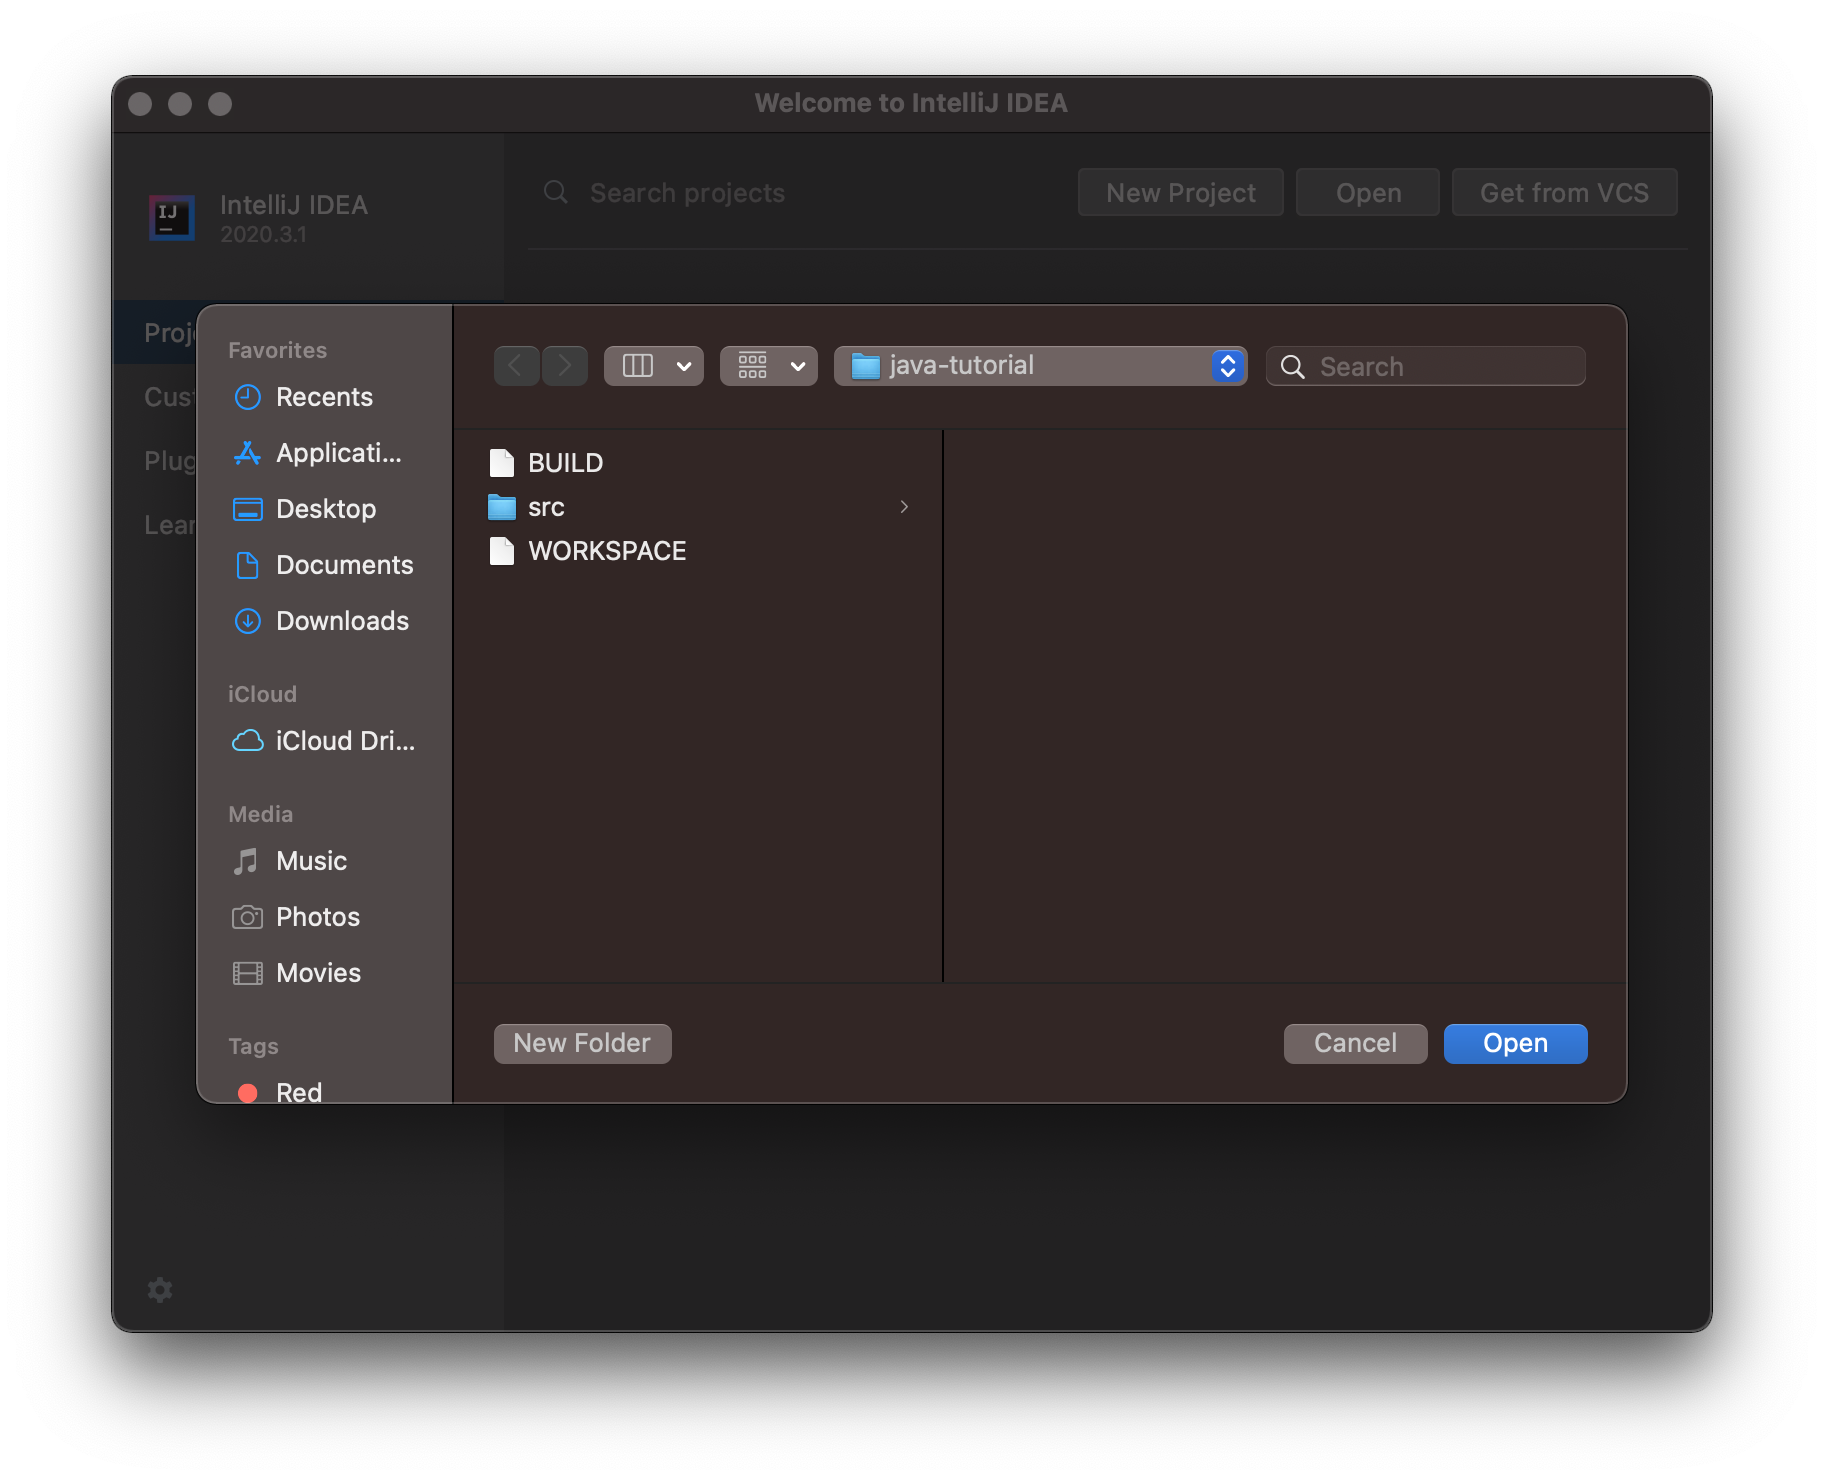 Welcome to IntelliJ IDEA
IJ
IntelliJ IDEA
2020.3.1
Search projects
New Project
Open
Get from VCS
Proj
Cus
Plug
Lear
Favorites
Recents
Applicati...
Desktop
Documents
Downloads
iCloud
iCloud Dri...
Media
Music
Photos
Movies
Tags
Red
java-tutorial
Search
BUILD
src
WORKSPACE
New Folder
Cancel
Open